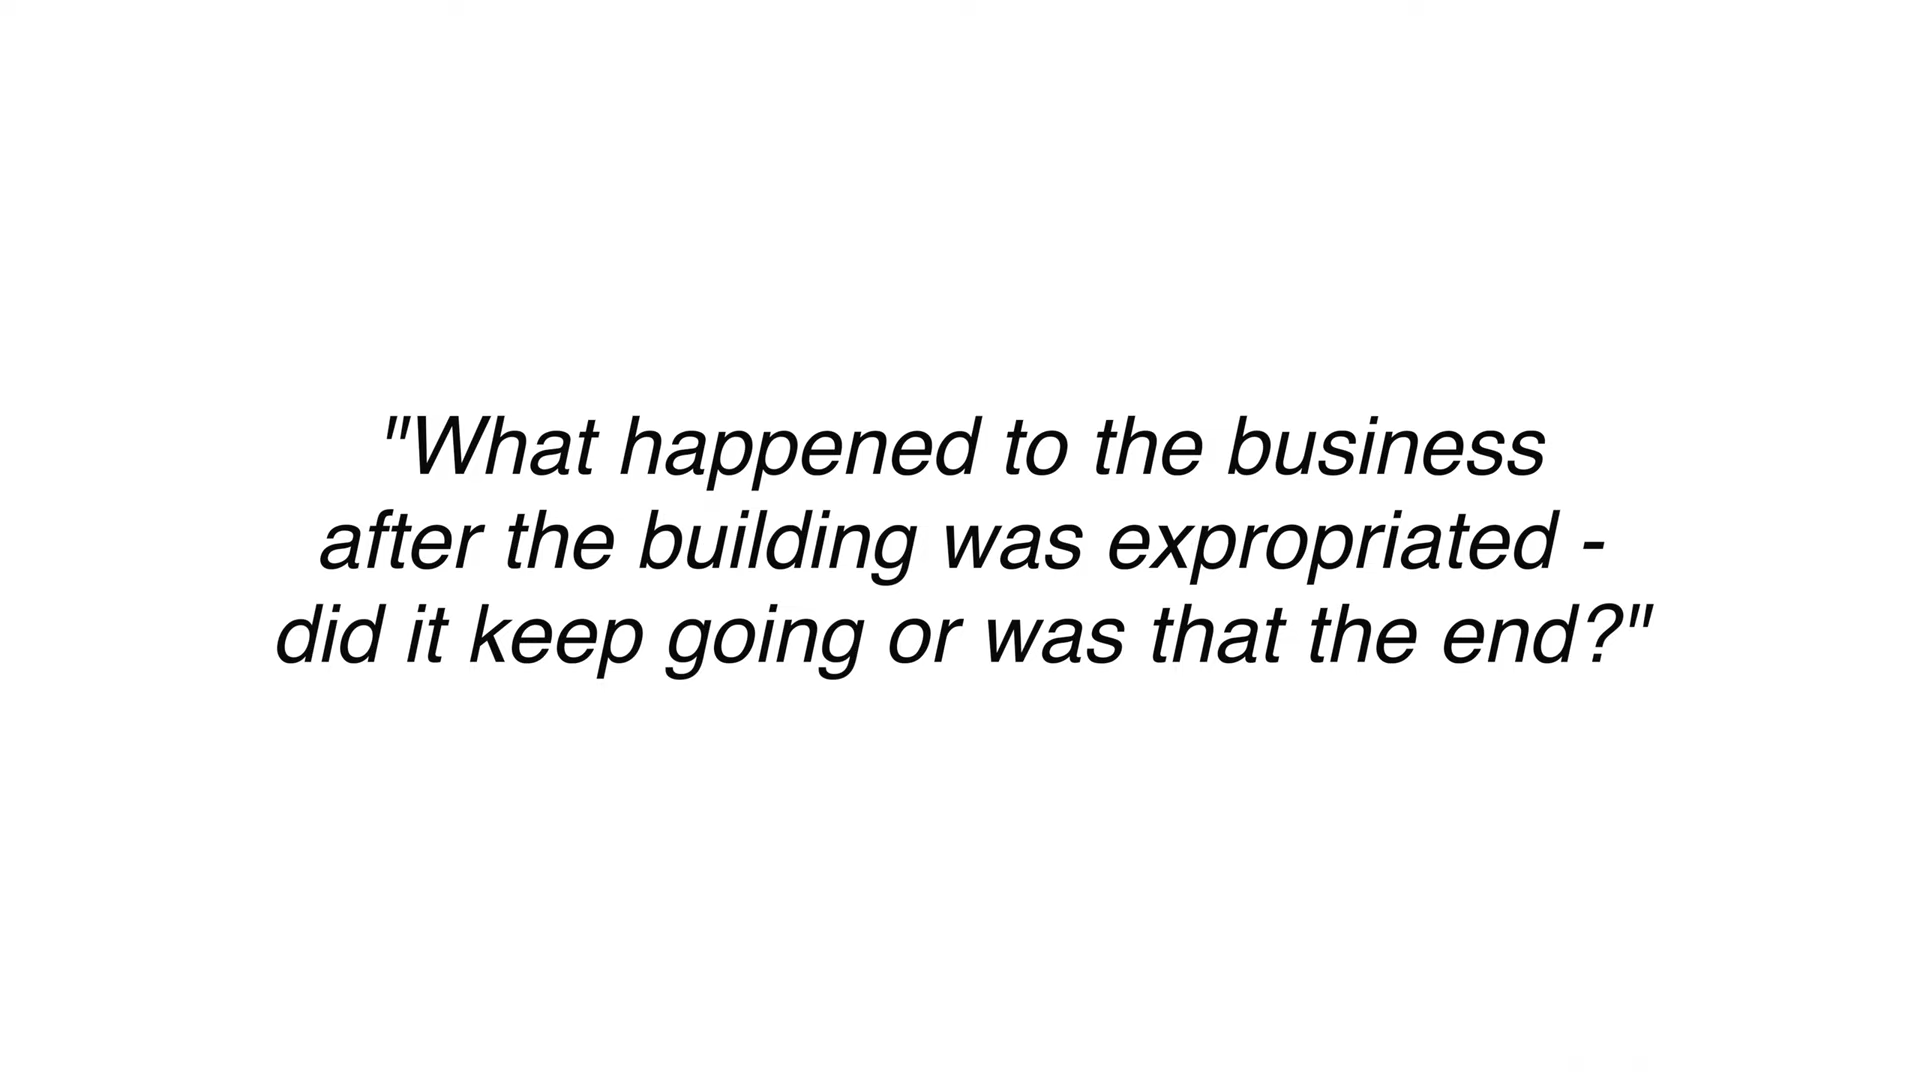 "What happened to the business
after the building was expropriated -
did it keep going or was that the end?"